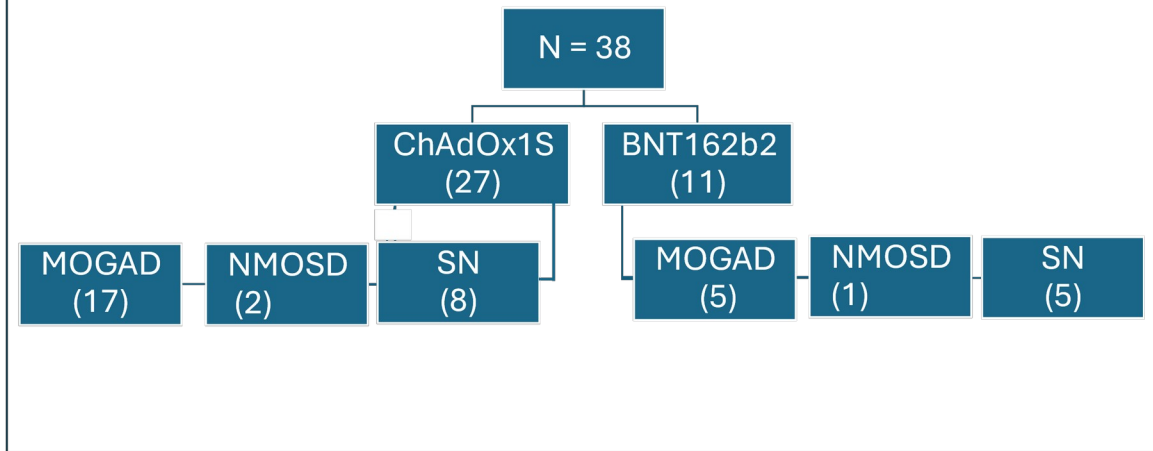 N = 38
ChAdOx1S
(27)
BNT162b2
(11)
MOGAD
(17)
NMOSD
(2)
SN
(8)
MOGAD
(5)
NMOSD
(1)
SN
(5)